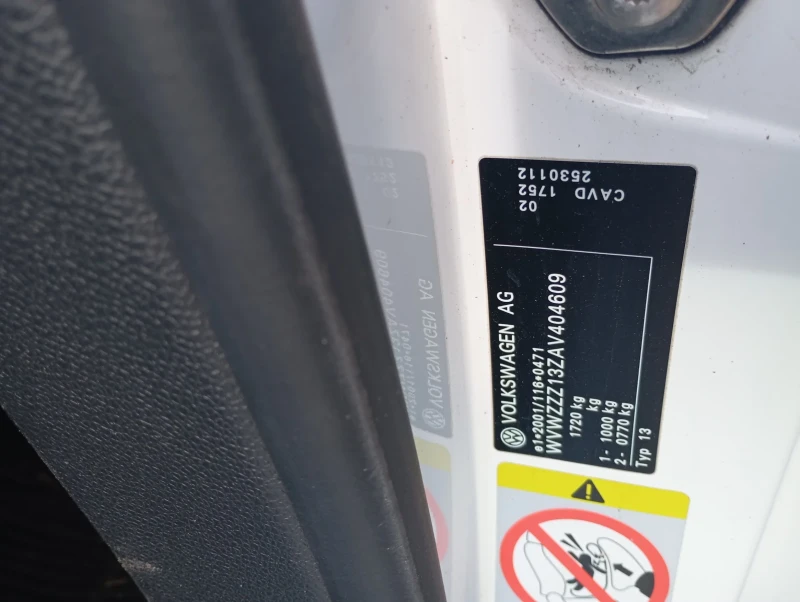 VOLKSWAGEN AG
e1*2001/116*0471
WVWZZZ13ZAV404609
1720 kg
kg
1- 1000 kg
2- 0770 kg
Typ 13
02
CAVD 1752
2530112